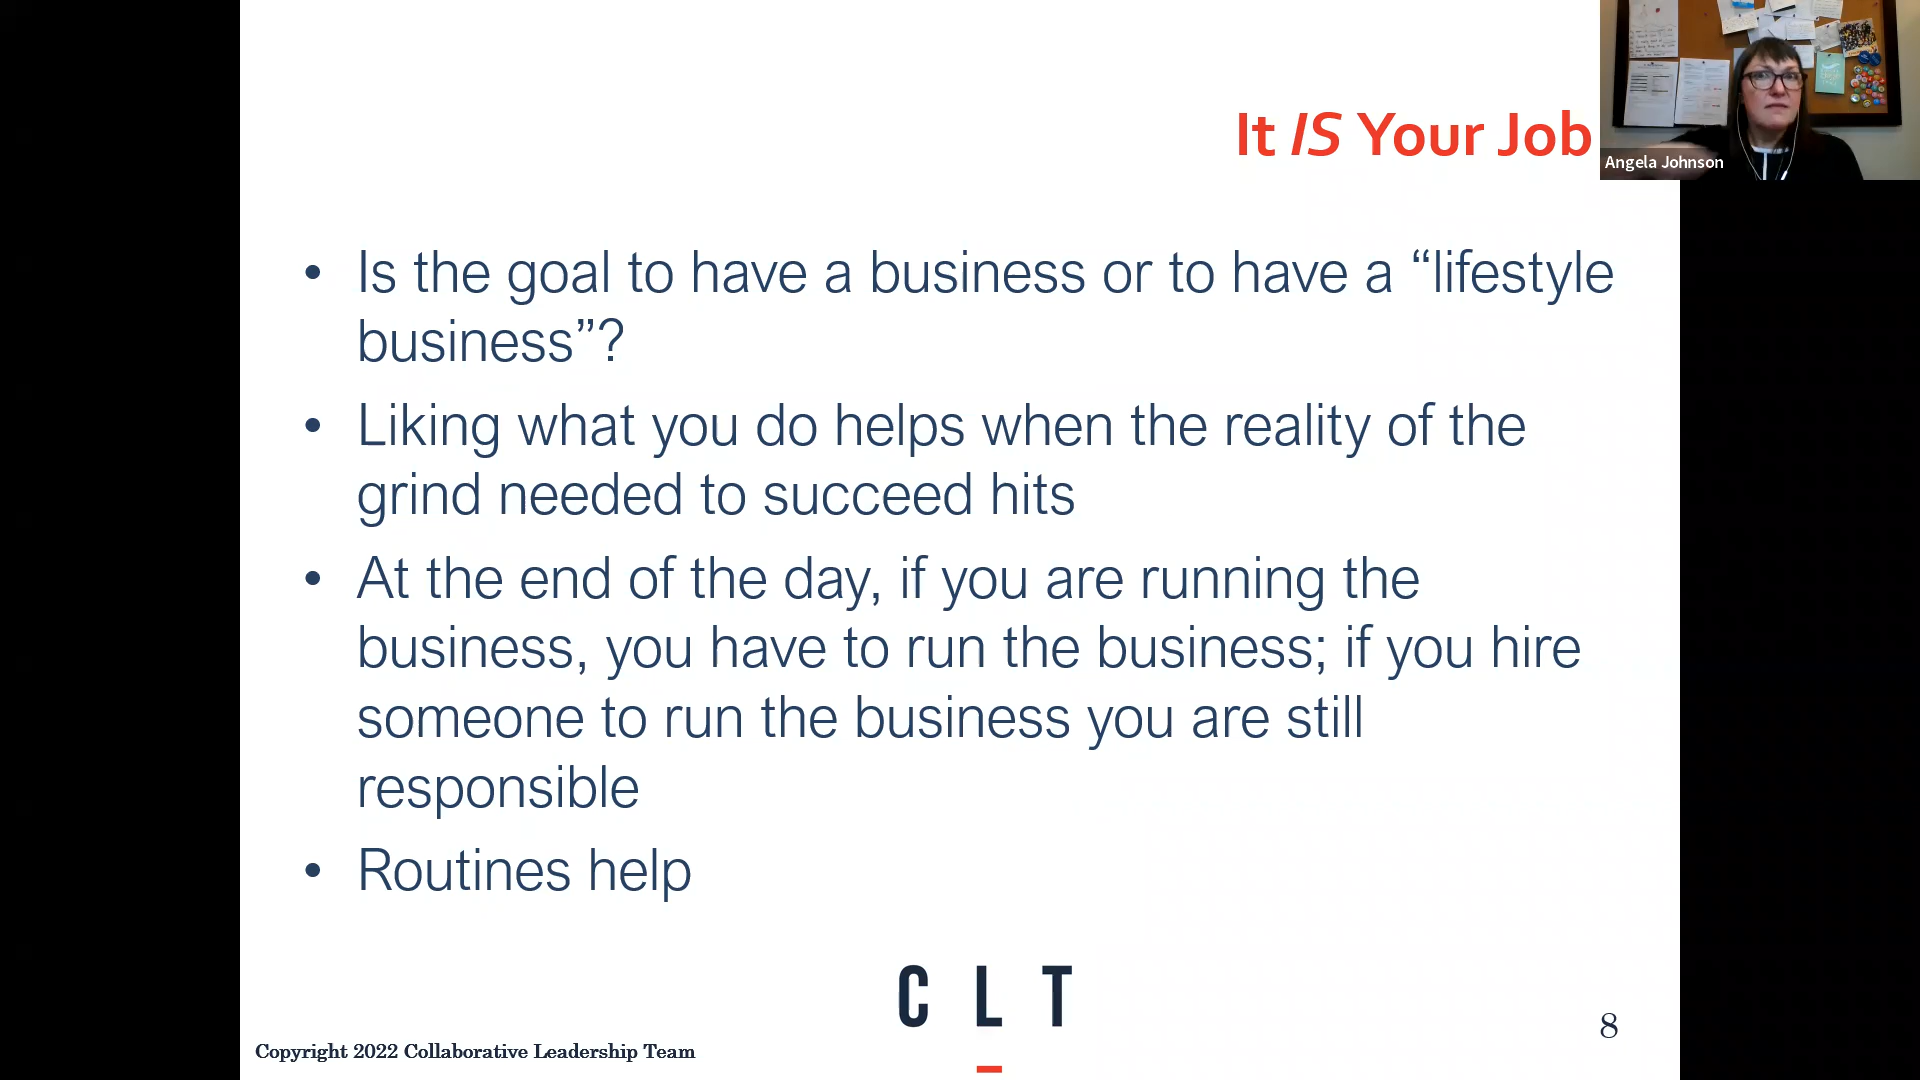 It IS Your Job
Angela Johnson
• Is the goal to have a business or to have a “lifestyle
business”?
• Liking what you do helps when the reality of the
grind needed to succeed hits
• At the end of the day, if you are running the
business, you have to run the business; if you hire
someone to run the business you are still
responsible
• Routines help
C L T
8
Copyright 2022 Collaborative Leadership Team